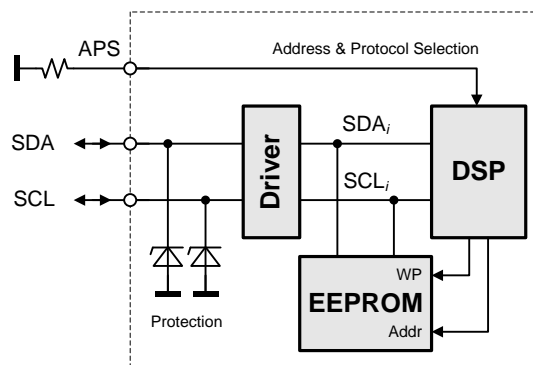 APS
Address & Protocol Selection
SDA
Driver
SDAi
DSP
SCL
SCLi
WP
EEPROM
Addr
Protection